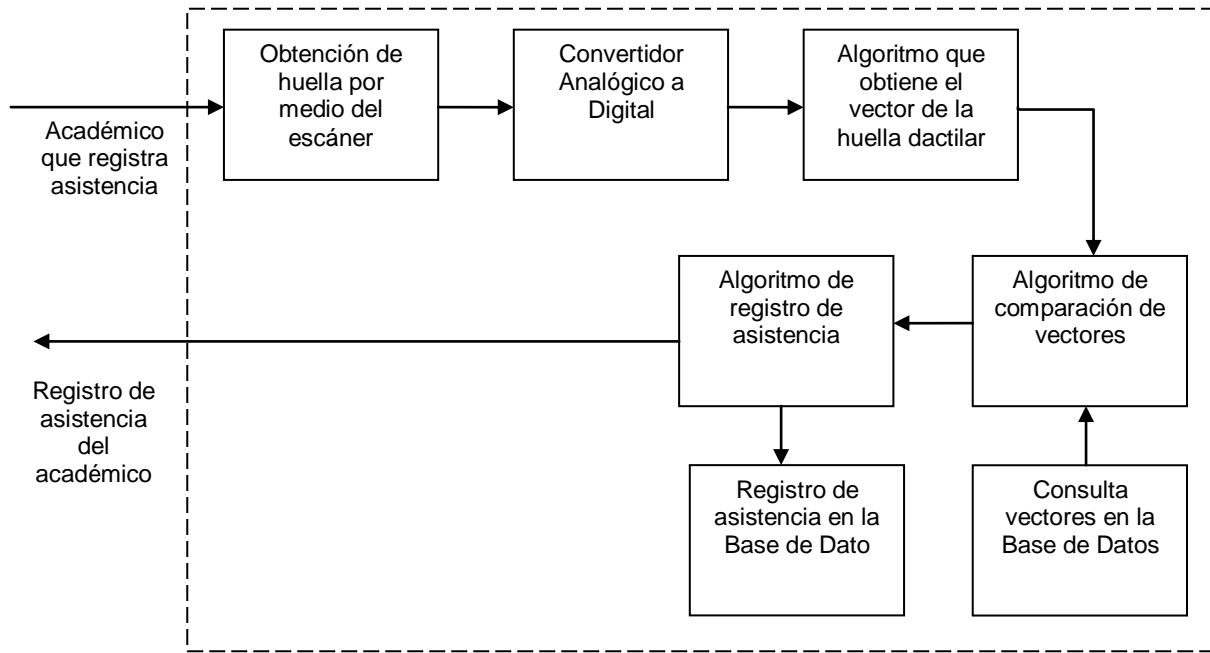 Obtención de
huella por
medio del
escáner
Convertidor
Analógico a
Digital
Algoritmo que
obtiene el
vector de la
huella dactilar
Académico
que registra
asistencia
Algoritmo de
registro de
asistencia
Algoritmo de
comparación de
vectores
Registro de
asistencia
del
académico
Registro de
asistencia en la
Base de Dato
Consulta
vectores en la
Base de Datos